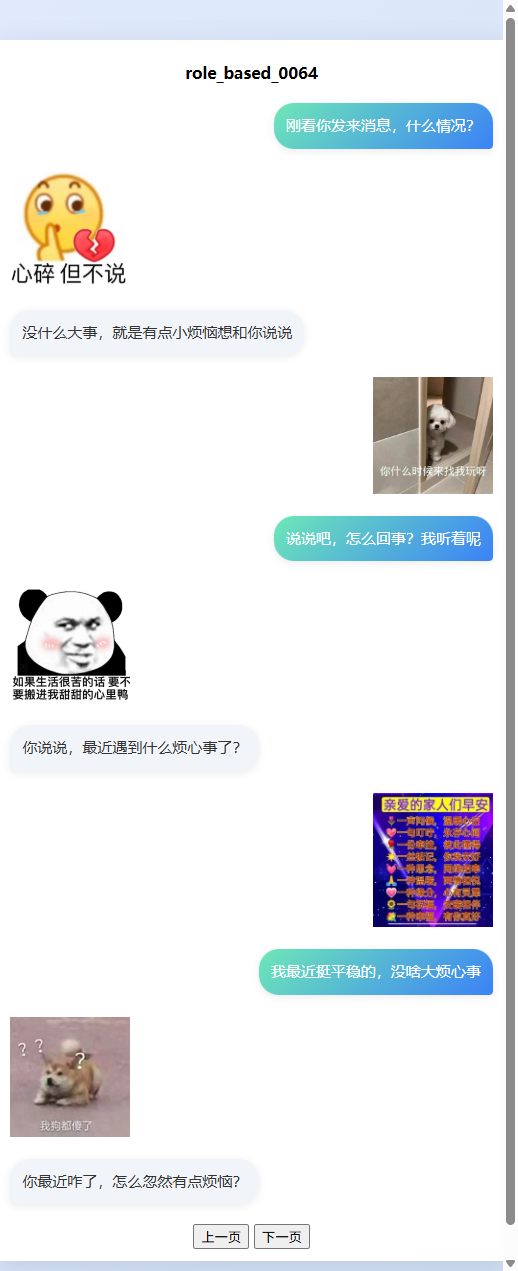 role_based_0064
刚看你发来消息，什么情况？
心碎 但不说
没什么大事，就是有点小烦恼想和你说说
你什么时候来找我玩呀
说说吧，怎么回事？我听着呢
如果生活很苦的话 要不
要搬进我甜甜的心里鸭
你说说，最近遇到什么烦心事了？
亲爱的家人们早安
我最近挺平稳的，没啥大烦心事
？？
？
我狗都傻了
你最近咋了，怎么忽然有点烦恼？
上一页 下一页